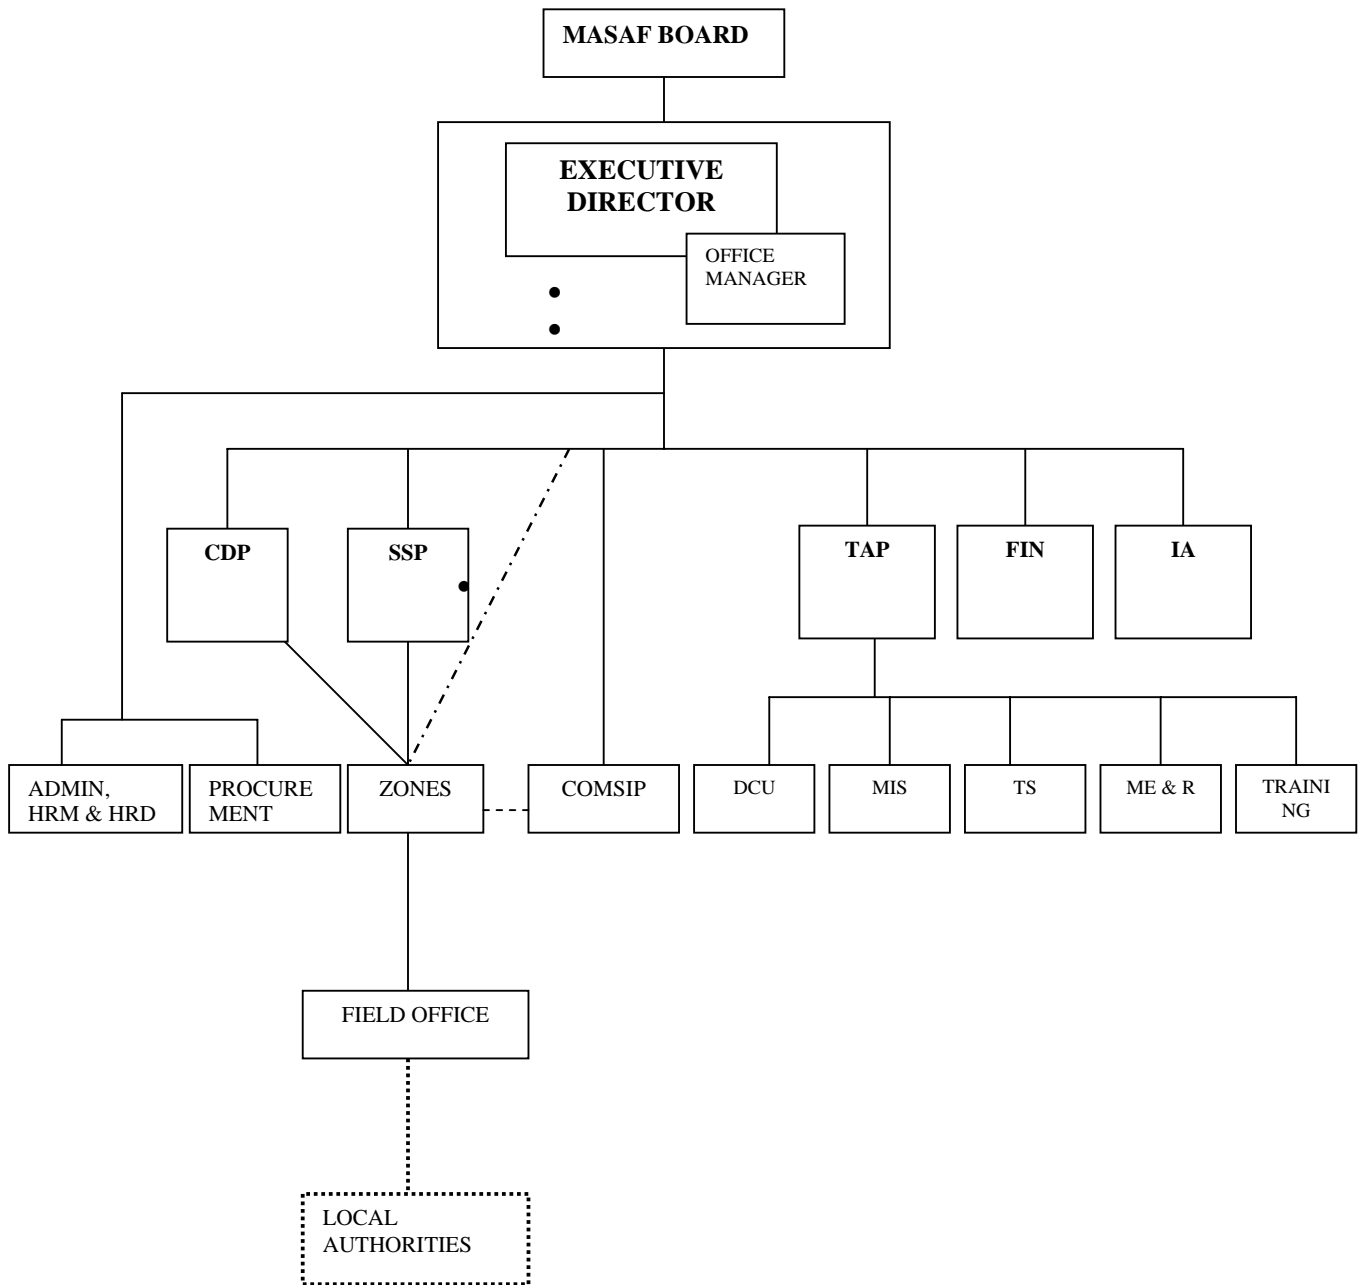 MASAF BOARD
EXECUTIVE
DIRECTOR
OFFICE
MANAGER
•
•
CDP
SSP
•
TAP
FIN
IA
ADMIN,
HRM & HRD
PROCURE
MENT
ZONES
COMSIP
DCU
MIS
TS
ME & R
TRAINI
NG
FIELD OFFICE
LOCAL
AUTHORITIES